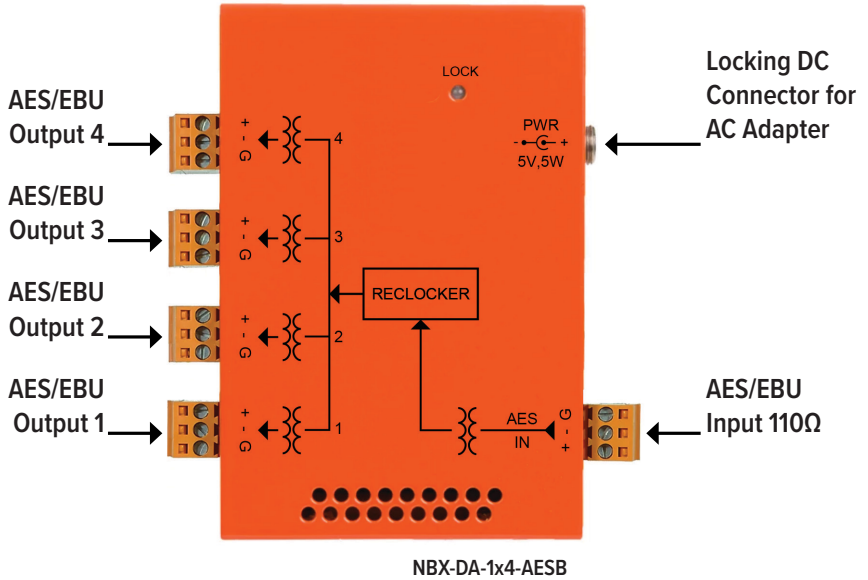 LOCK
Locking DC
Connector for
AC Adapter
PWR
- +
5V,5W
AES/EBU
Output 4
+ - G
4
AES/EBU
Output 3
+ - G
3
AES/EBU
Output 2
+ - G
2
AES/EBU
Output 1
+ - G
1
RECLOCKER
AES
IN
+ - G
AES/EBU
Input 110Ω
NBX-DA-1x4-AESB